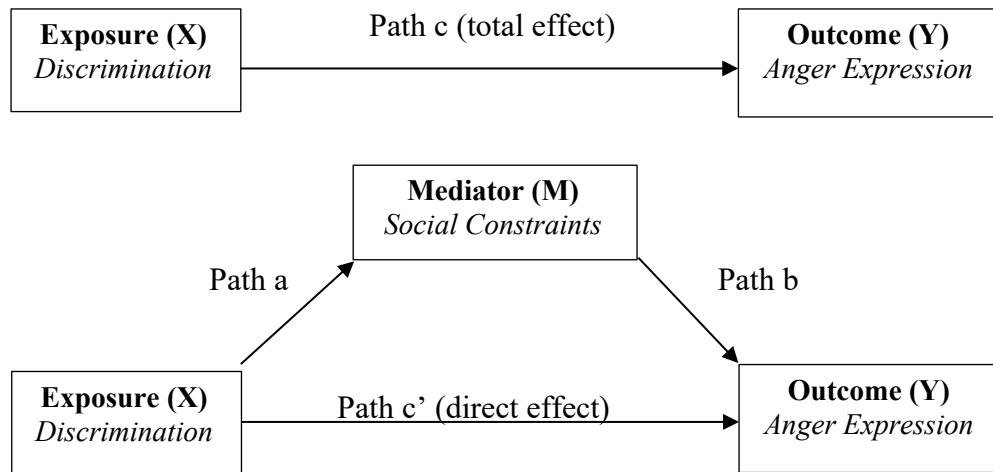 Exposure (X)
Discrimination
Path c (total effect)
Outcome (Y)
Anger Expression
Mediator (M)
Social Constraints
Path a
Path b
Exposure (X)
Discrimination
Path c’ (direct effect)
Outcome (Y)
Anger Expression